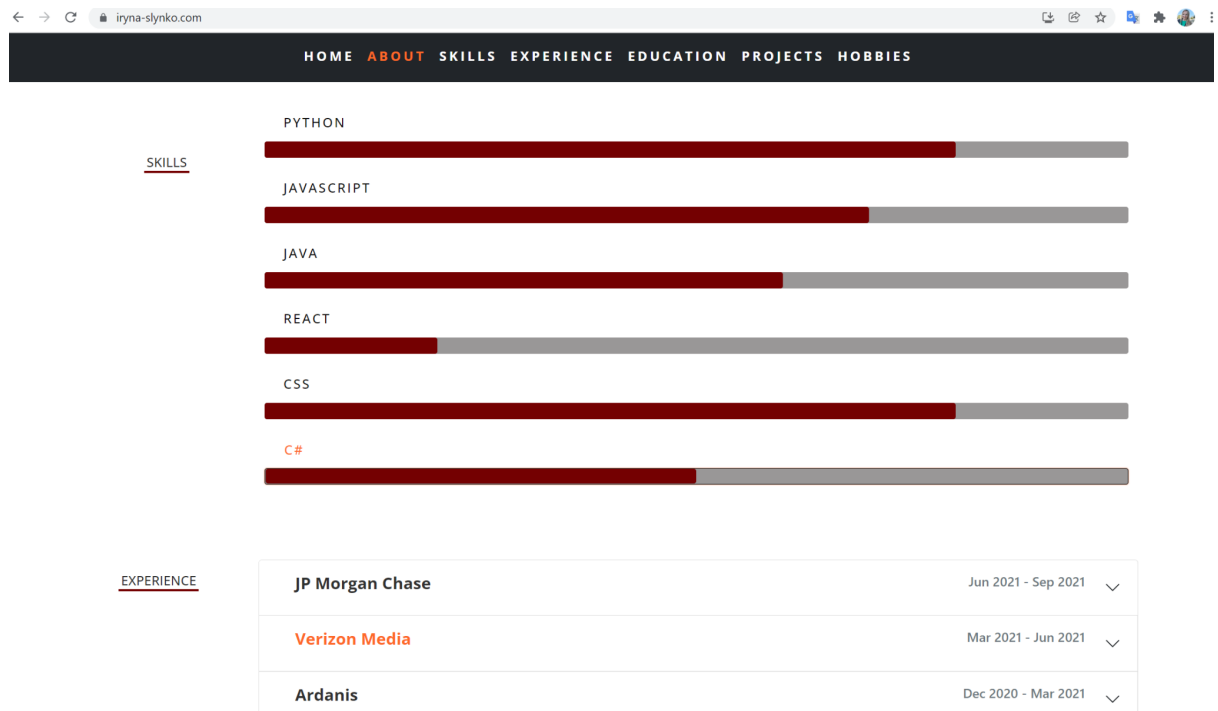 iryna-slynko.com
HOME ABOUT SKILLS EXPERIENCE EDUCATION PROJECTS HOBBIES
PYTHON
SKILLS
JAVASCRIPT
JAVA
REACT
CSS
C#
EXPERIENCE
JP Morgan Chase Jun 2021 - Sep 2021
Verizon Media Mar 2021 - Jun 2021
Ardanis Dec 2020 - Mar 2021